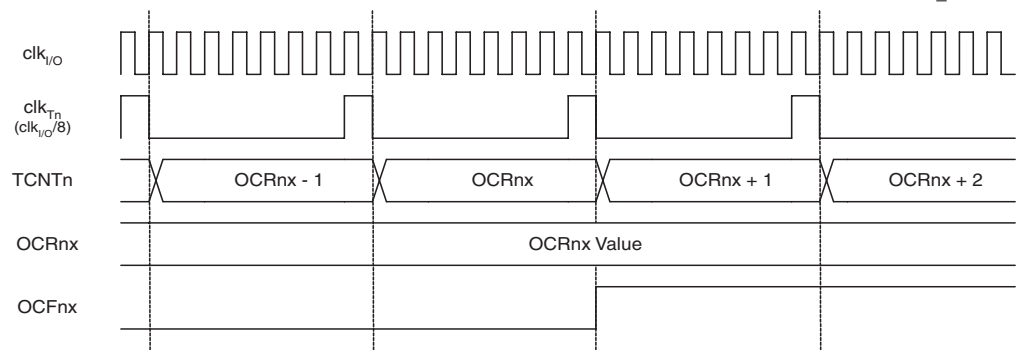 clkI/O
clkTn
(clkI/O/8)
TCNTn OCRnx - 1 OCRnx OCRnx + 1 OCRnx + 2
OCRnx OCRnx Value
OCFnx